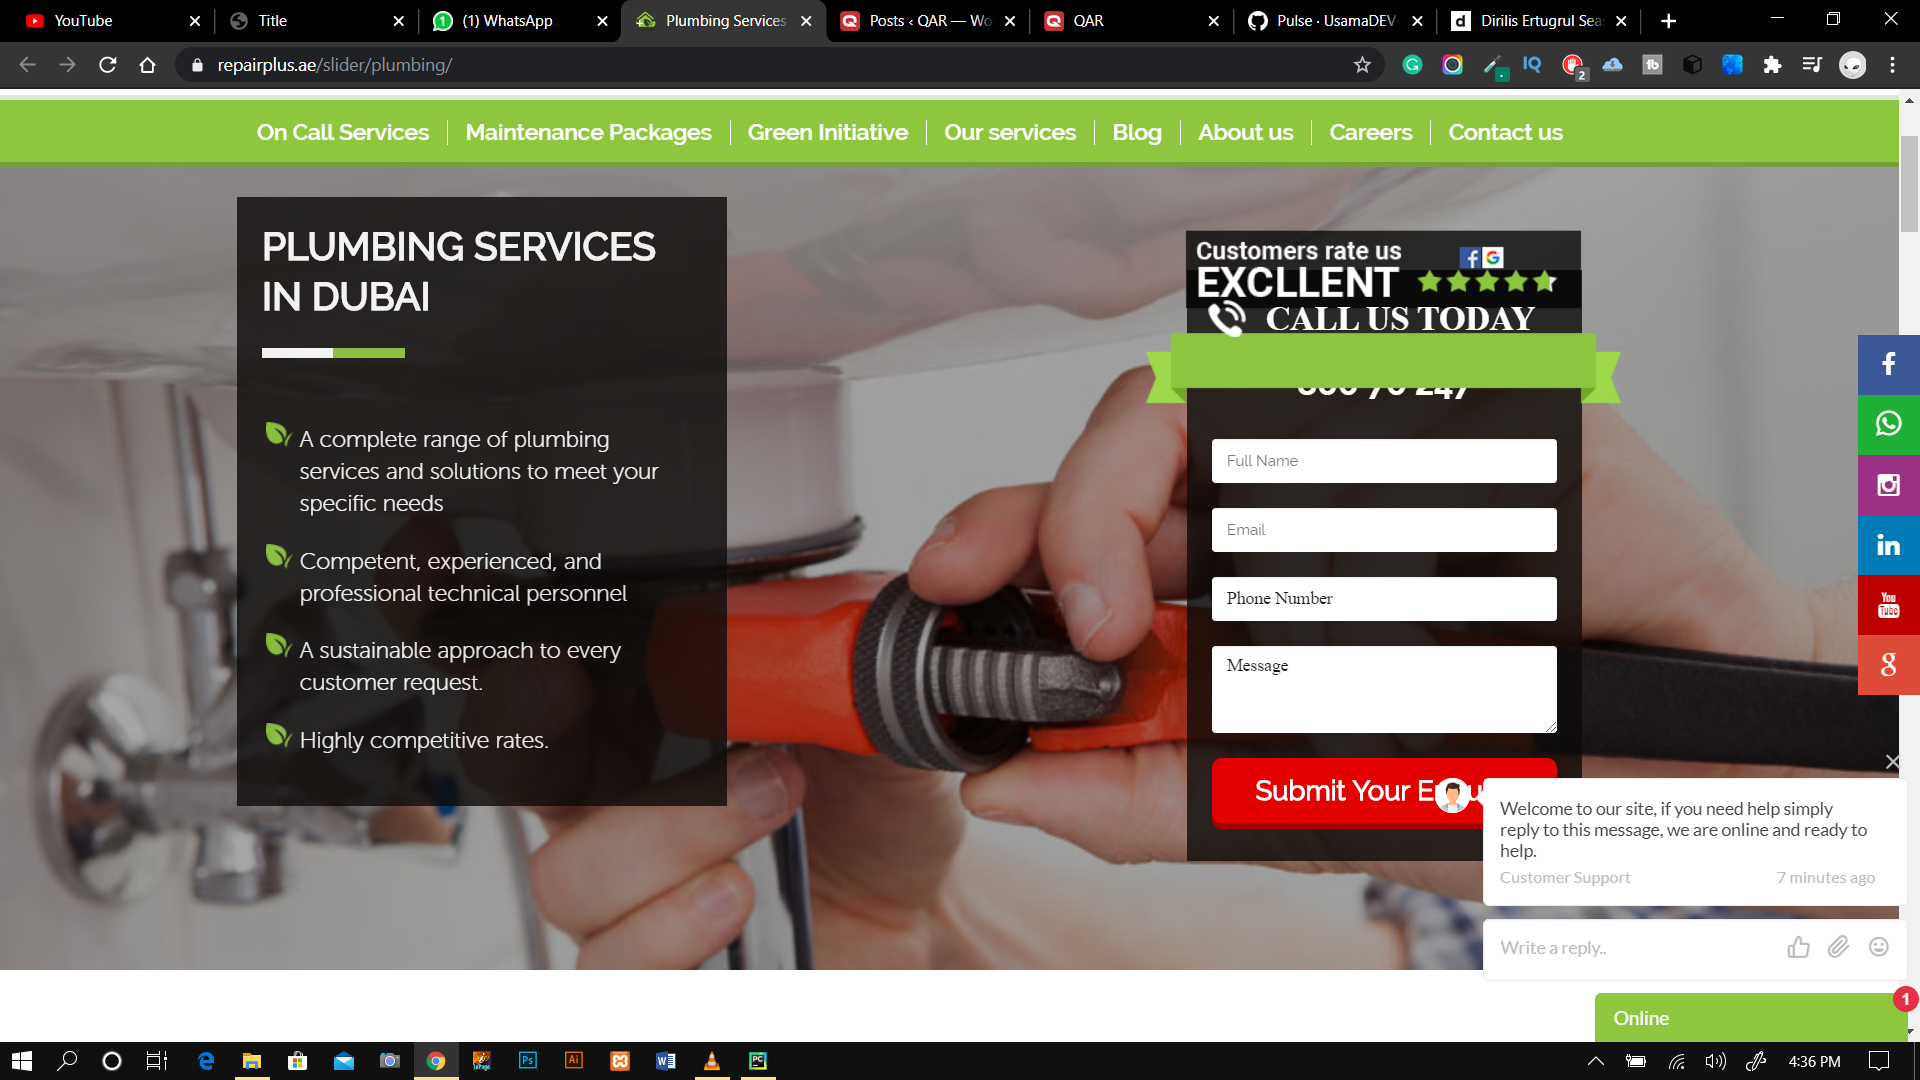 YouTube
Title
(1) WhatsApp
Plumbing Services
Posts ‹ QAR — Wo
QAR
Pulse · UsamaDEV-
Dirilis Ertugrul Sea
repairplus.ae/slider/plumbing/
On Call Services
Maintenance Packages
Green Initiative
Our services
Blog
About us
Careers
Contact us
PLUMBING SERVICES
IN DUBAI
A complete range of plumbing
services and solutions to meet your
specific needs
Competent, experienced, and
professional technical personnel
A sustainable approach to every
customer request.
Highly competitive rates.
Customers rate us
EXCLLENT
CALL US TODAY
Full Name
Email
Phone Number
Message
Submit Your
You
Tube
Welcome to our site, if you need help simply
reply to this message, we are online and ready to
help.
Customer Support
7 minutes ago
Write a reply..
Online
1
4:36 PM